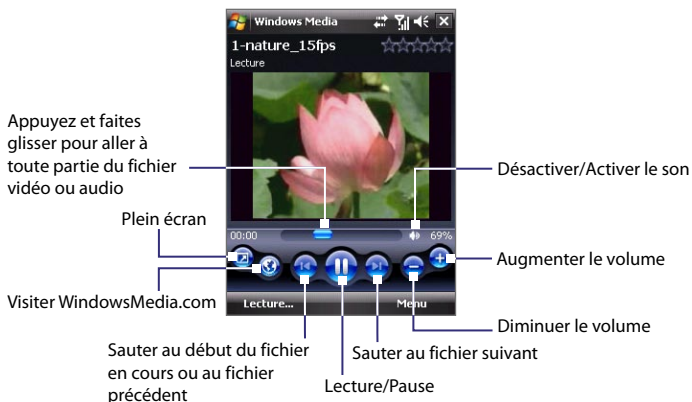 Windows Media
1-nature_15fps
Lecture
Appuyez et faites
glisser pour aller à
toute partie du fichier
vidéo ou audio
Désactiver/Activer le son
Plein écran
00:00
69%
Augmenter le volume
Visiter WindowsMedia.com
Lecture...
Menu
Diminuer le volume
Sauter au début du fichier
en cours ou au fichier
précédent
Sauter au fichier suivant
Lecture/Pause